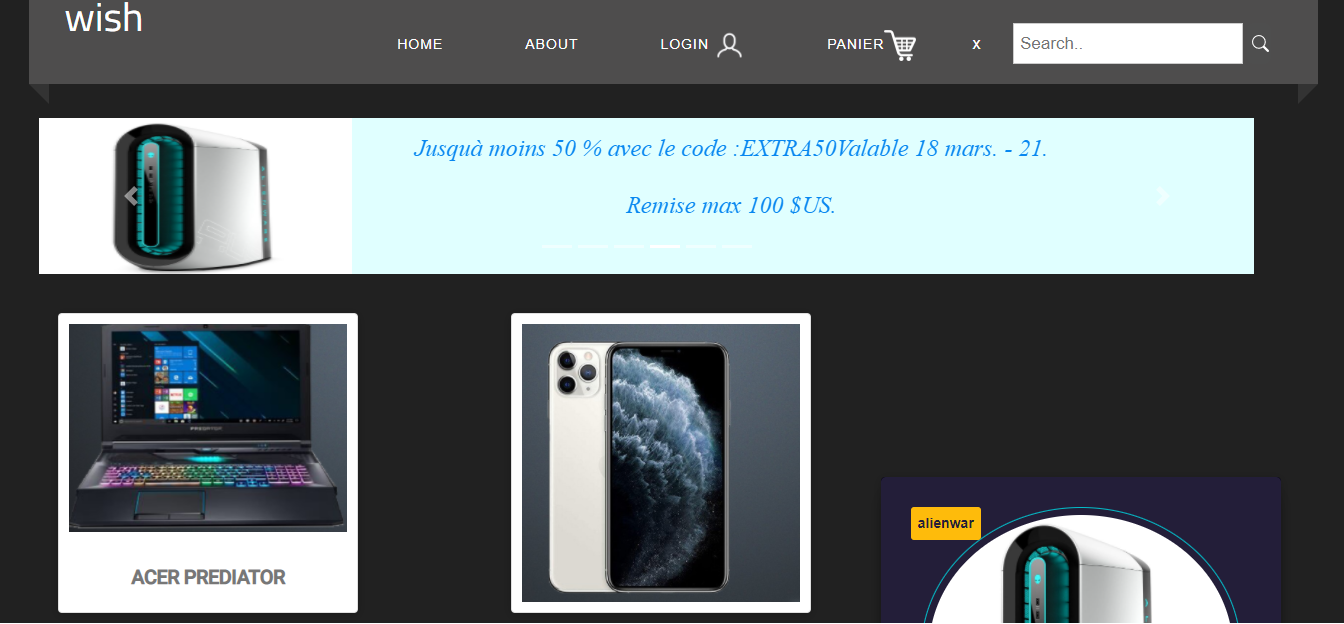 wish
HOME
ABOUT
LOGIN
PANIER
x
Search..
Jusquà moins 50 % avec le code :EXTRA50Valable 18 mars. - 21.
Remise max 100 $US.
PREDATOR
ACER PREDIATOR
alienwar